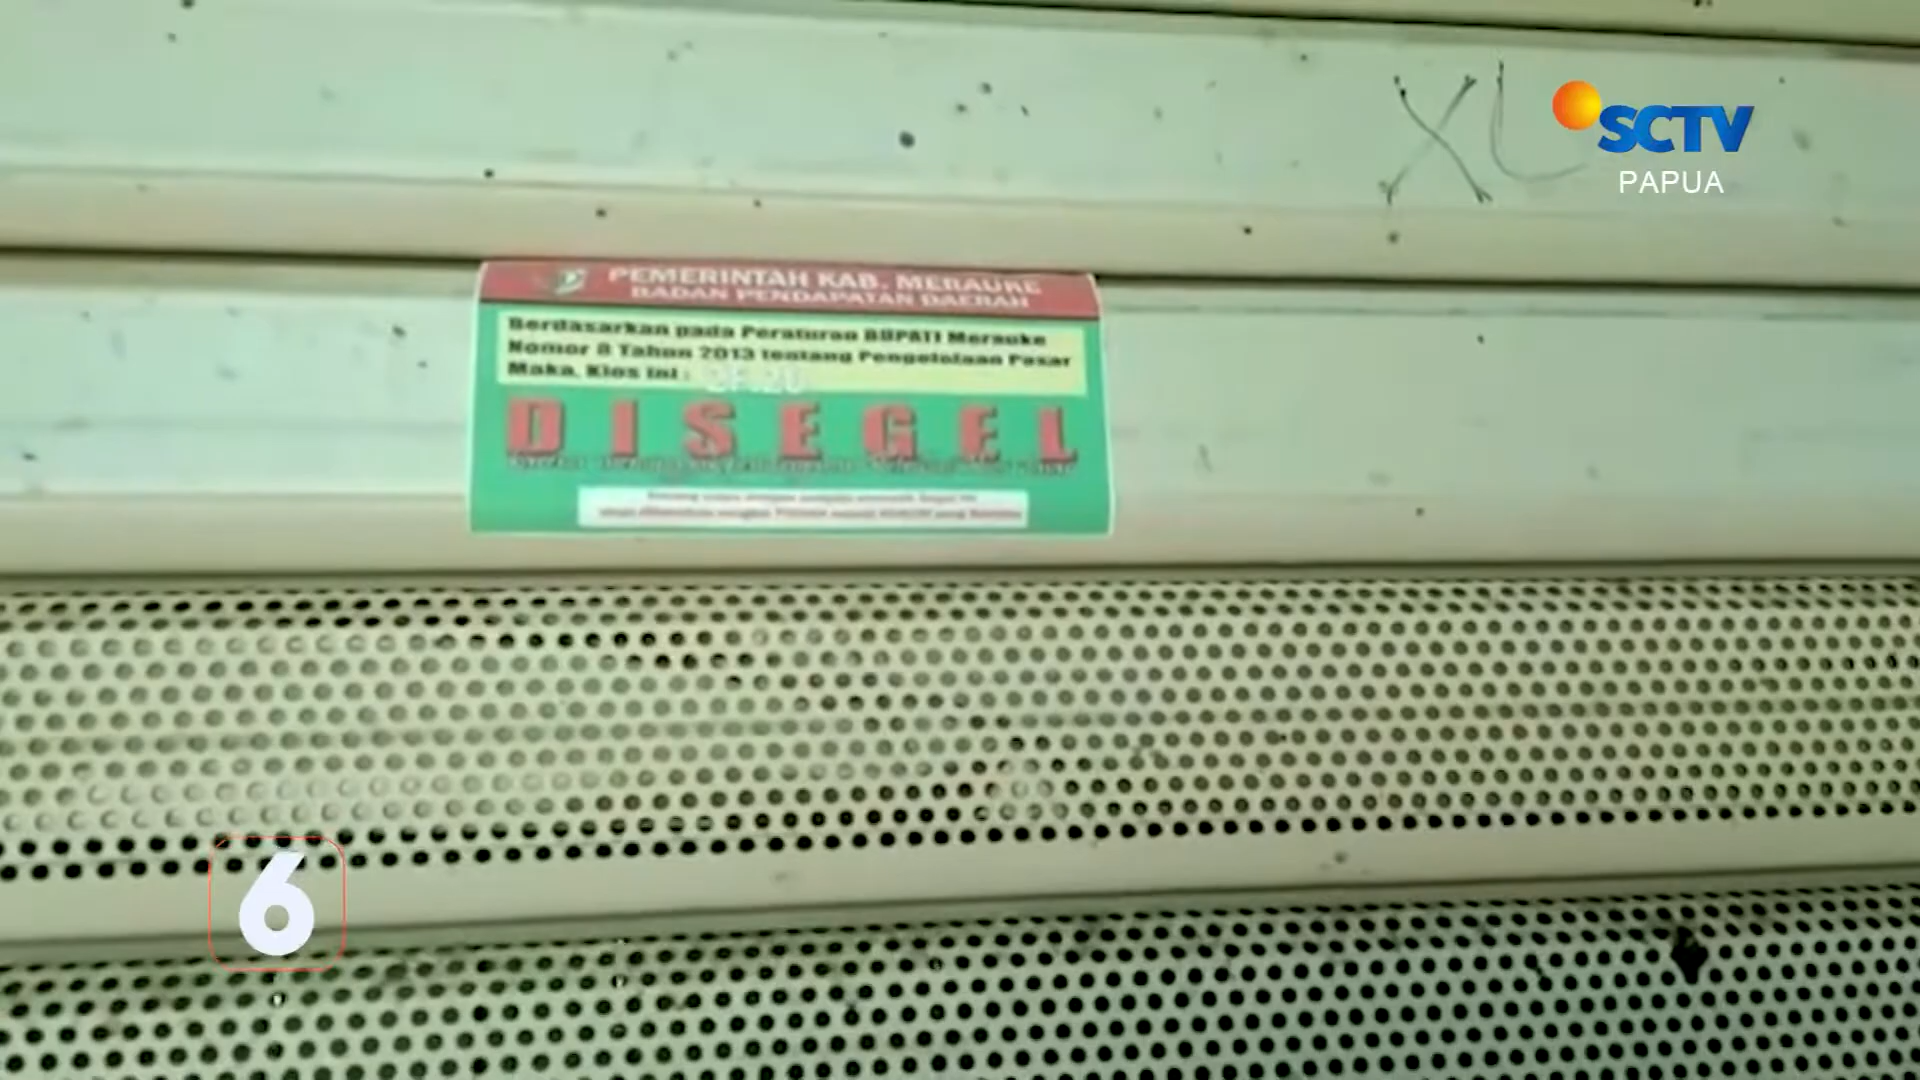 XL
SCTV
PAPUA
PEMERINTAH KAB. MERAUKE
BADAN PENDAPATAN DAERAH
Berdasarkan pada Peraturan BUPATI Merauke
Nomor 8 Tahun 2013 tentang Pengelolaan Pasar
Maka, Kios ini :
DISEGEL
6